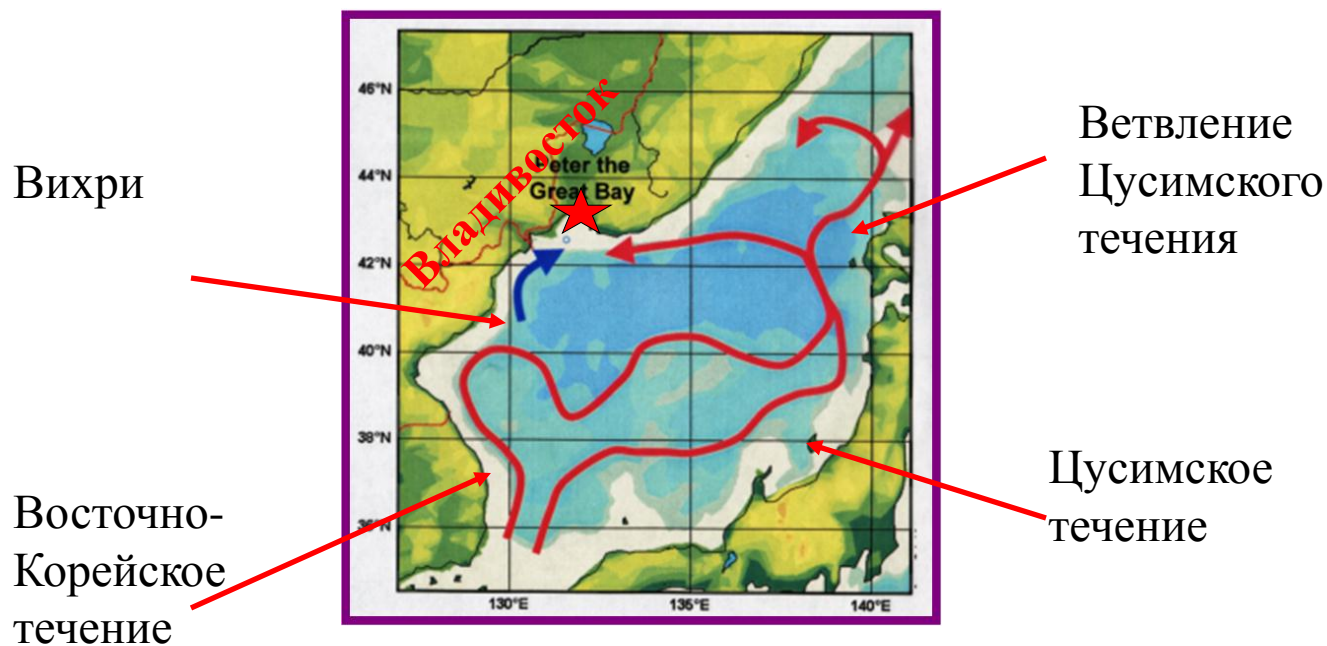 Вихри
Восточно-
Корейское
течение
46°N
44°N
42°N
40°N
38°N
36°N
130°E
135°E
140°E
Владивосток
Peter the
Great Bay
Ветвление
Цусимского
течения
Цусимское
течение